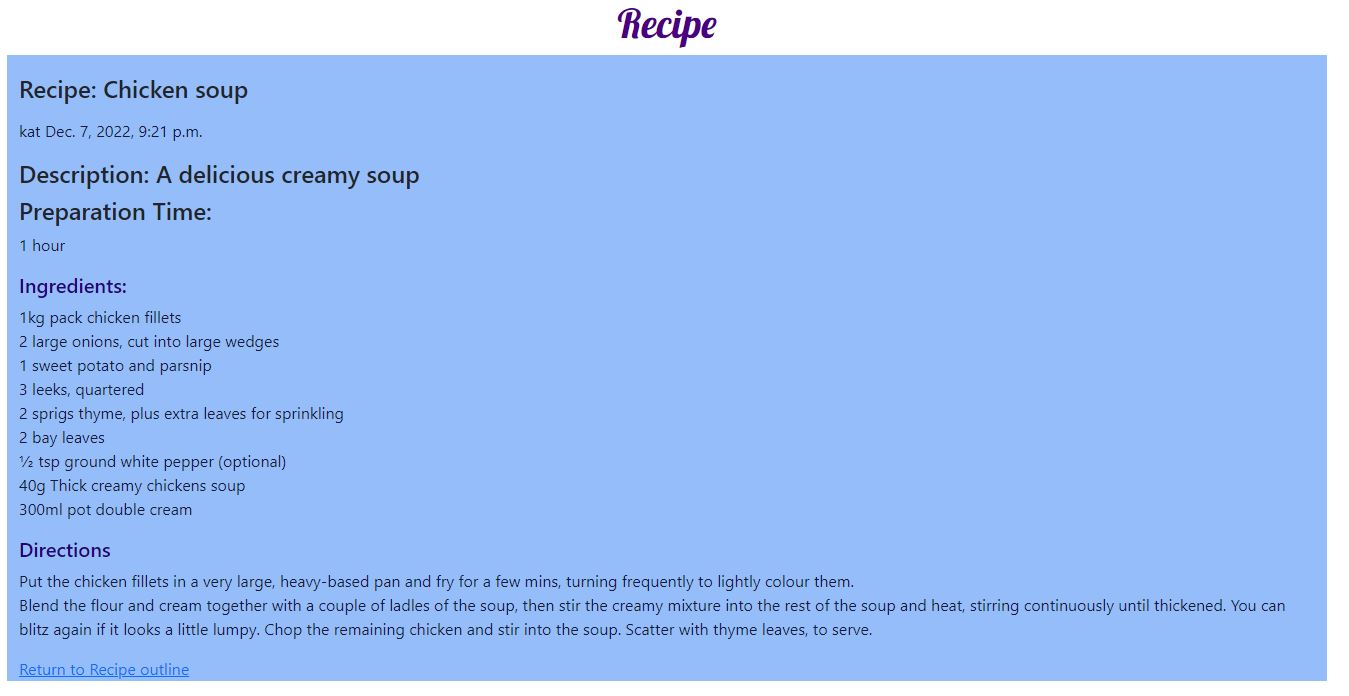 Recipe
Recipe: Chicken soup
kat Dec. 7, 2022, 9:21 p.m.
Description: A delicious creamy soup
Preparation Time:
1 hour
Ingredients:
1kg pack chicken fillets
2 large onions, cut into large wedges
1 sweet potato and parsnip
3 leeks, quartered
2 sprigs thyme, plus extra leaves for sprinkling
2 bay leaves
½ tsp ground white pepper (optional)
40g Thick creamy chickens soup
300ml pot double cream
Directions
Put the chicken fillets in a very large, heavy-based pan and fry for a few mins, turning frequently to lightly colour them.
Blend the flour and cream together with a couple of ladles of the soup, then stir the creamy mixture into the rest of the soup and heat, stirring continuously until thickened. You can
blitz again if it looks a little lumpy. Chop the remaining chicken and stir into the soup. Scatter with thyme leaves, to serve.
Return to Recipe outline